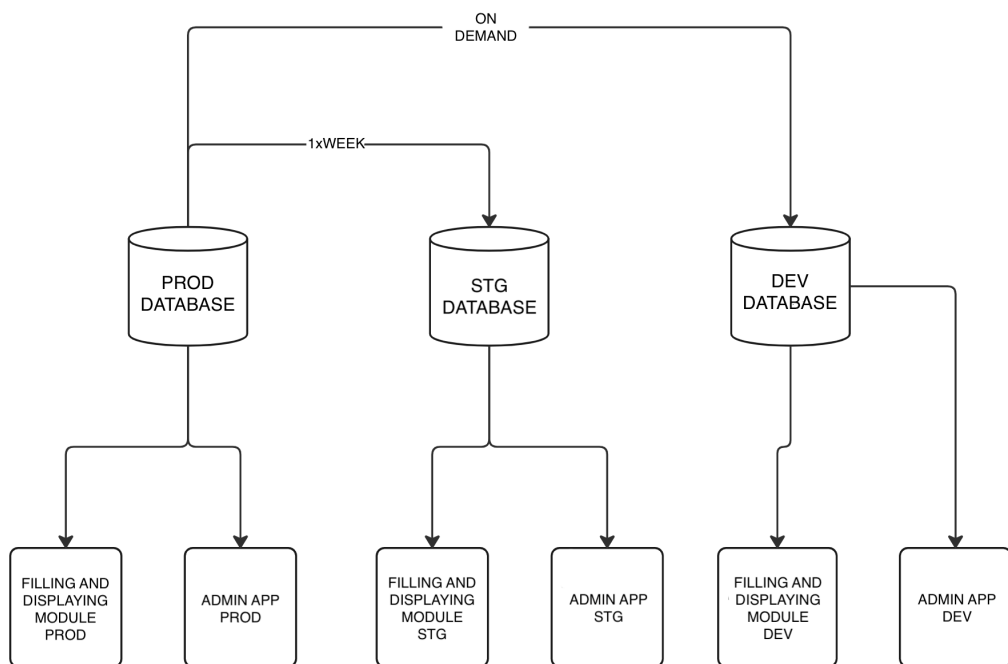 ON
DEMAND
1xWEEK
PROD
DATABASE
STG
DATABASE
DEV
DATABASE
FILLING AND
DISPLAYING
MODULE
PROD
ADMIN APP
PROD
FILLING AND
DISPLAYING
MODULE
STG
ADMIN APP
STG
FILLING AND
DISPLAYING
MODULE
DEV
ADMIN APP
DEV